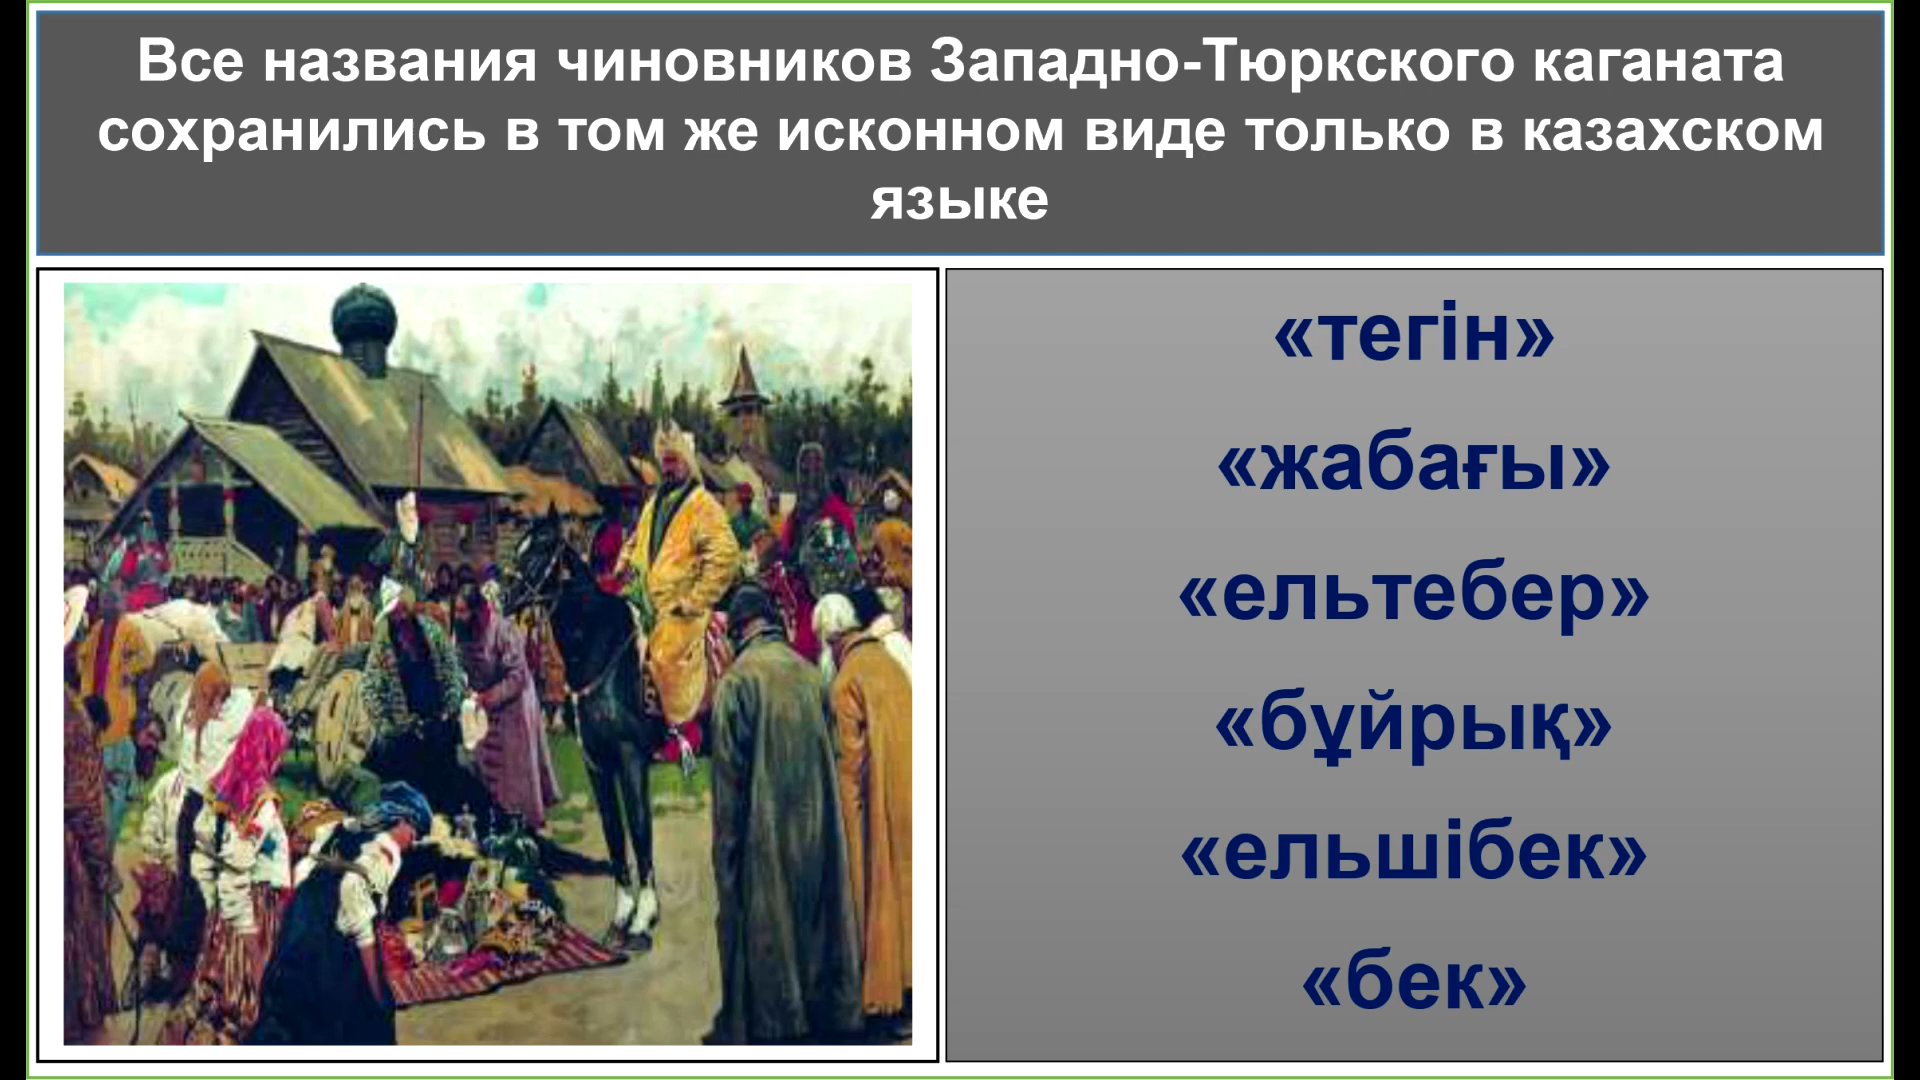 Все названия чиновников Западно-Тюркского каганата
сохранились в том же исконном виде только в казахском
языке
«тегін»
«жабағы»
«ельтебер»
«бұйрық»
«ельшібек»
«бек»